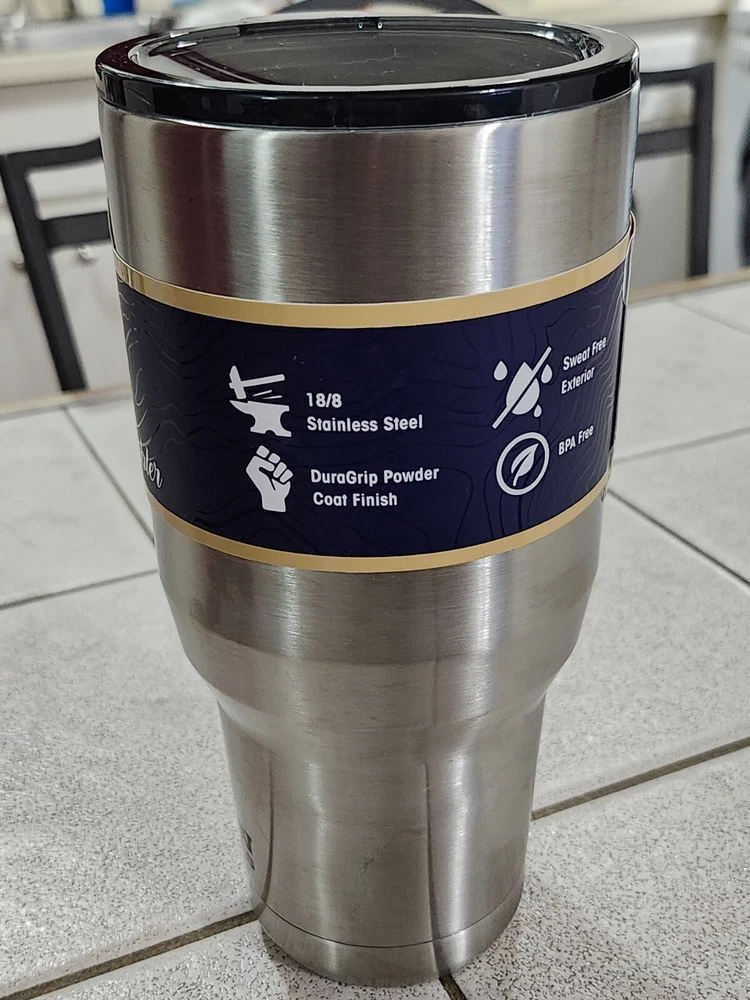 18/8
Stainless Steel
DuraGrip Powder
Coat Finish
Sweat Free
Exterior
BPA Free